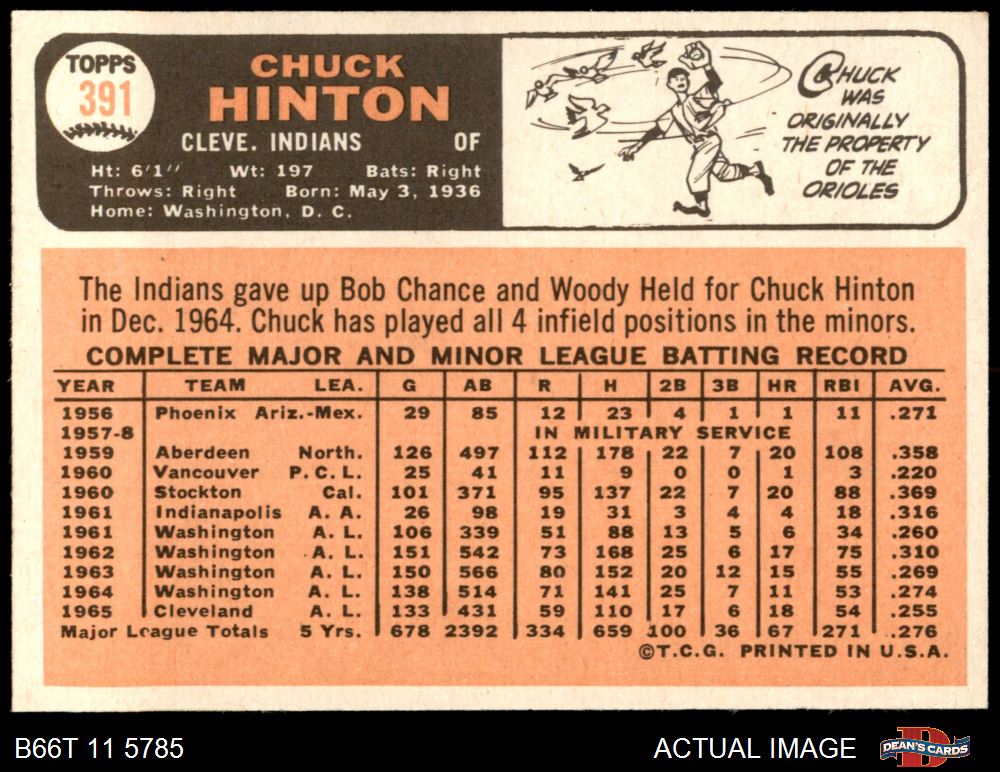 TOPPS
391
CHUCK
HINTON
CLEVE. INDIANS OF
Ht: 6'1'' Wt: 197 Bats: Right
Throws: Right Born: May 3, 1936
Home: Washington, D. C.
CHUCK
WAS
ORIGINALLY
THE PROPERTY
OF THE
ORIOLES
The Indians gave up Bob Chance and Woody Held for Chuck Hinton
in Dec. 1964. Chuck has played all 4 infield positions in the minors.
COMPLETE MAJOR AND MINOR LEAGUE BATTING RECORD
YEAR TEAM LEA. G AB R H 2B 3B HR RBI AVG.
1956 Phoenix Ariz.-Mex. 29 85 12 23 4 1 1 11 .271
1957-8 IN MILITARY SERVICE
1959 Aberdeen North. 126 497 112 178 22 7 20 108 .358
1960 Vancouver P.C.L. 25 41 11 9 0 0 1 3 .220
1960 Stockton Cal. 101 371 95 137 22 7 20 88 .369
1961 Indianapolis A. A. 26 98 19 31 3 4 4 18 .316
1961 Washington A. L. 106 339 51 88 13 5 6 34 .260
1962 Washington A. L. 151 542 73 168 25 6 17 75 .310
1963 Washington A. L. 150 566 80 152 20 12 15 55 .269
1964 Washington A. L. 138 514 71 141 25 7 11 53 .274
1965 Cleveland A. L. 133 431 59 110 17 6 18 54 .255
Major League Totals 5 Yrs. 678 2392 334 659 100 36 67 271 .276
©T.C.G. PRINTED IN U.S.A.
B66T 11 5785 ACTUAL IMAGE DEAN'S CARDS